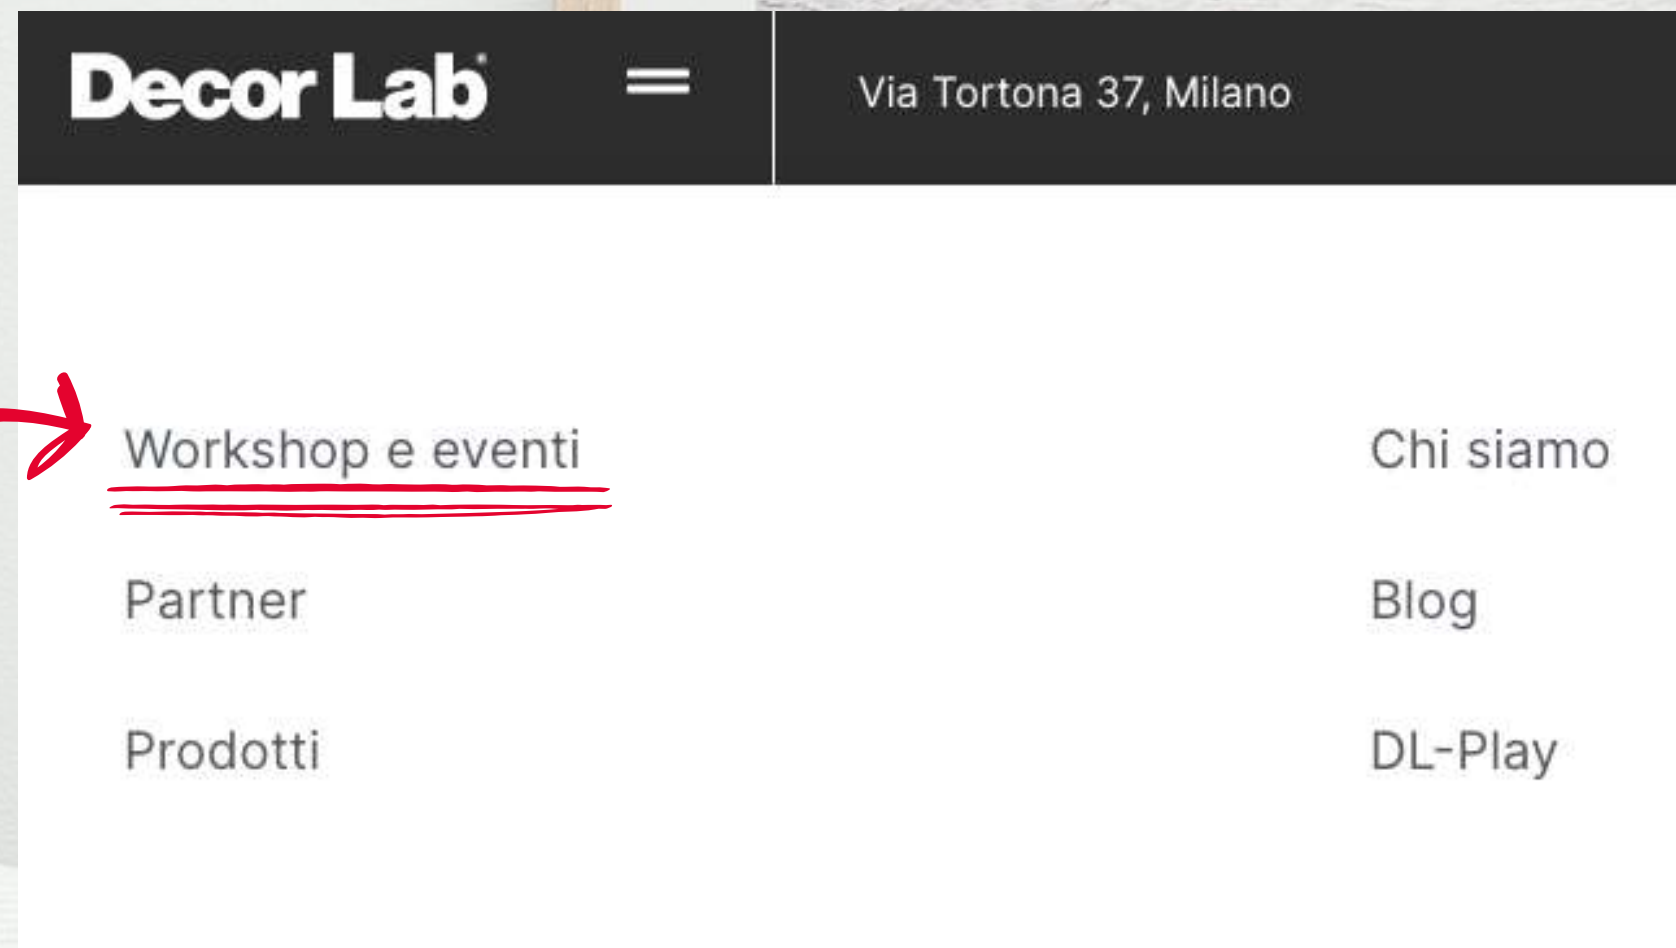 Decor Lab®
Via Tortona 37, Milano
Workshop e eventi
Partner
Prodotti
Chi siamo
Blog
DL-Play